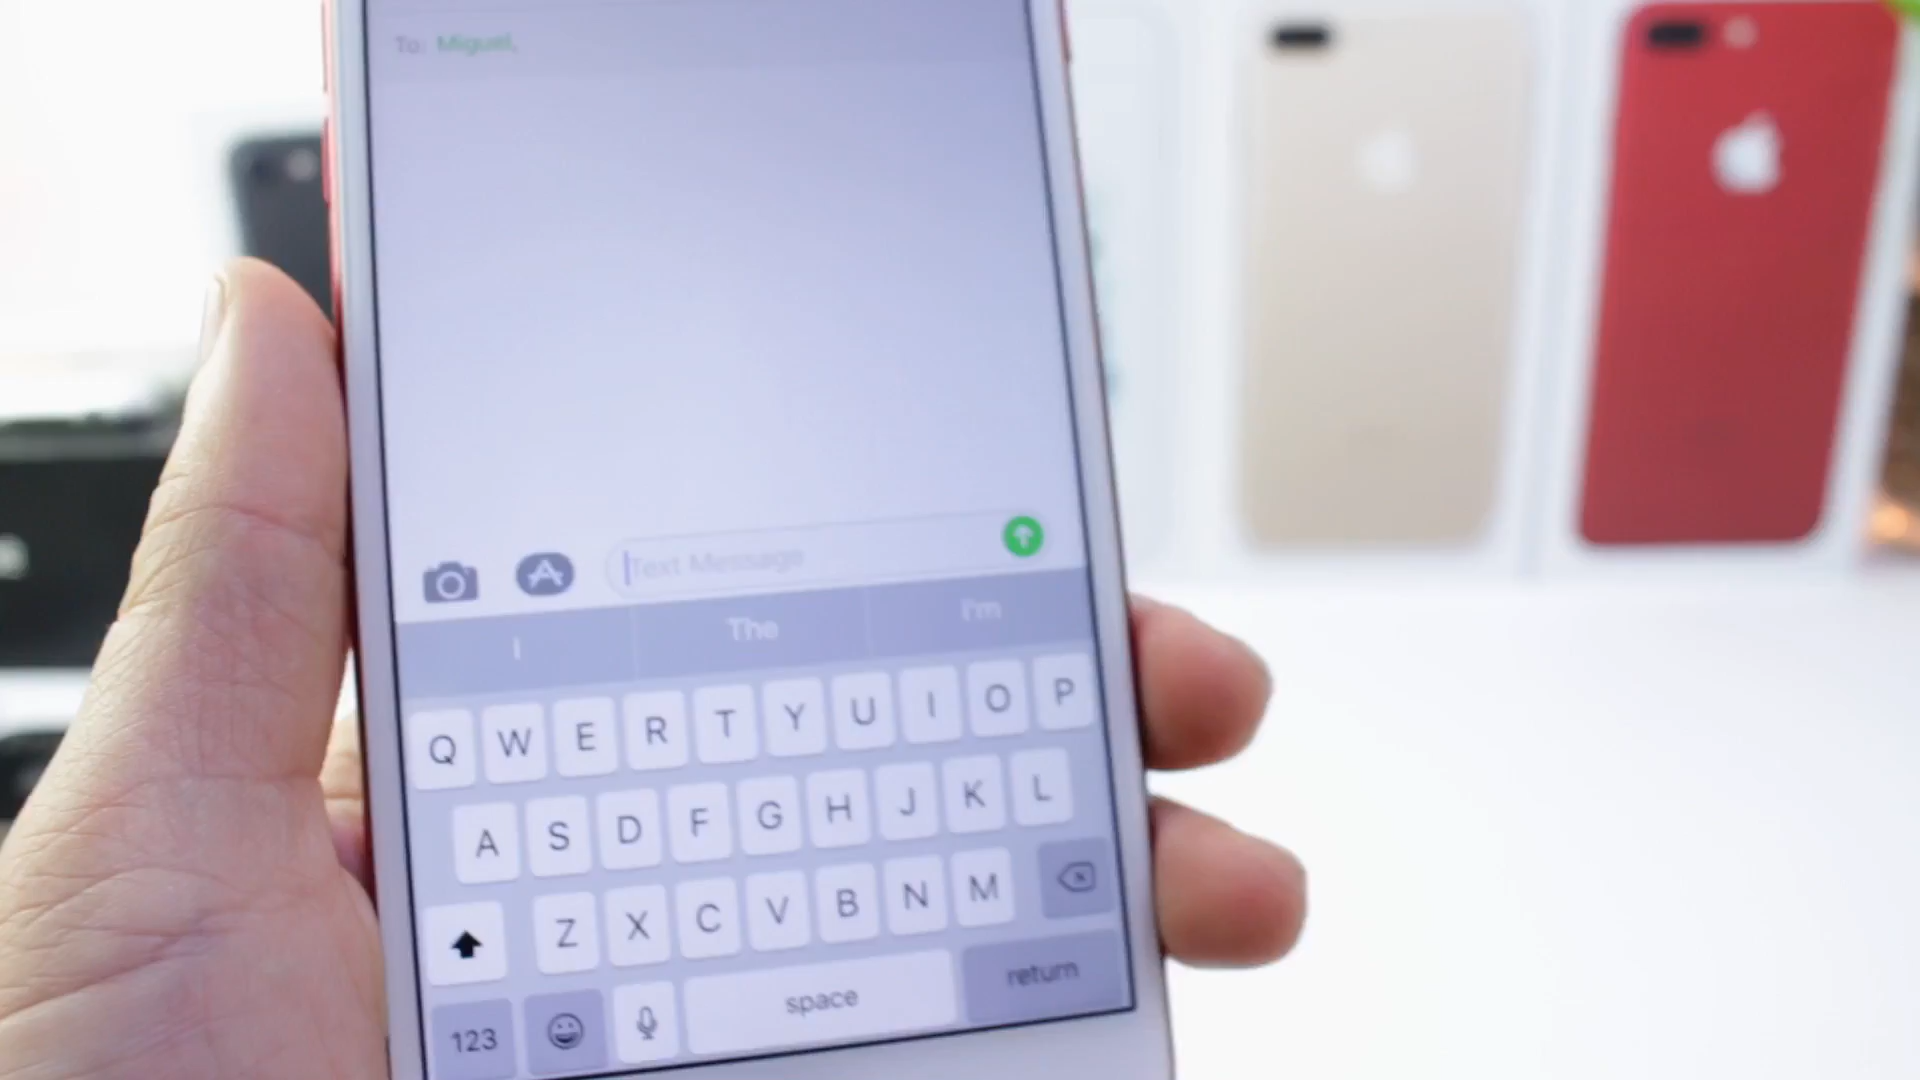 To: Miguel,
Text Message
I The I'm
Q W E R T Y U I O P
A S D F G H J K L
Z X C V B N M
123 space return